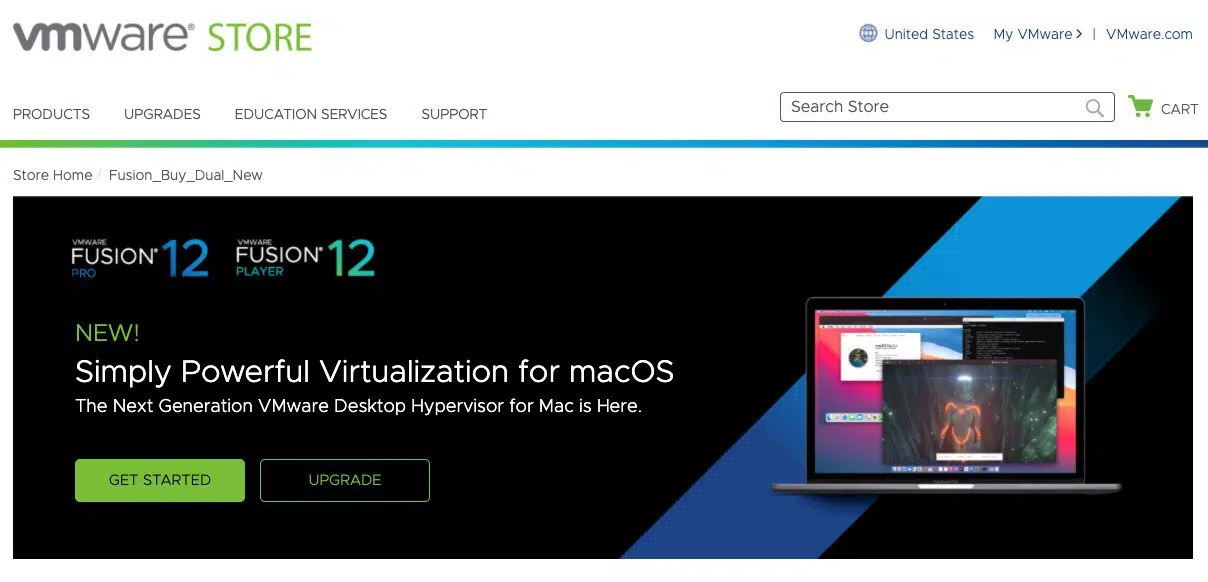 vmware® STORE
United States My VMware | VMware.com
PRODUCTS UPGRADES EDUCATION SERVICES SUPPORT
Search Store
CART
Store Home / Fusion_Buy_Dual_New
VMWARE
FUSION® 12
PRO
VMWARE
FUSION® 12
PLAYER
NEW!
Simply Powerful Virtualization for macOS
The Next Generation VMware Desktop Hypervisor for Mac is Here.
GET STARTED
UPGRADE